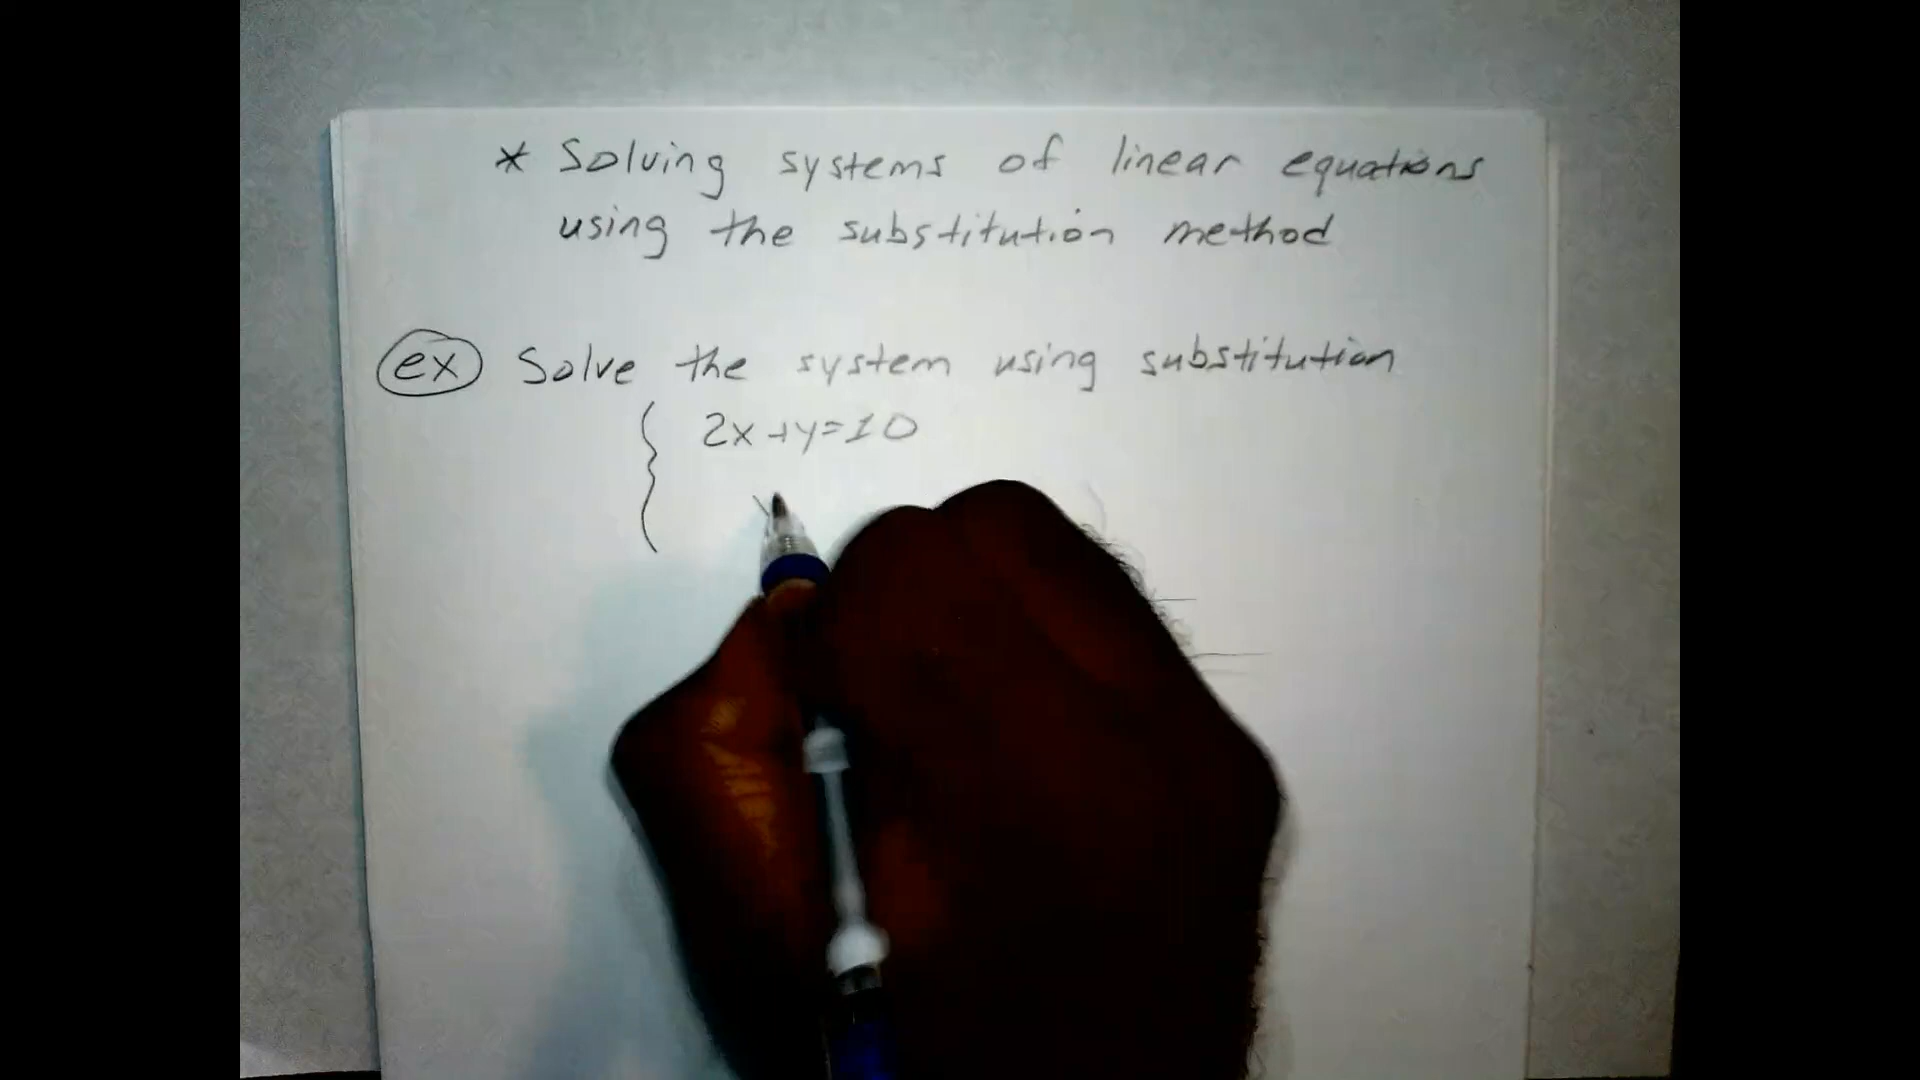 * Solving systems of linear equations
using the substitution method
ex Solve the system using substitution
2x+y=10